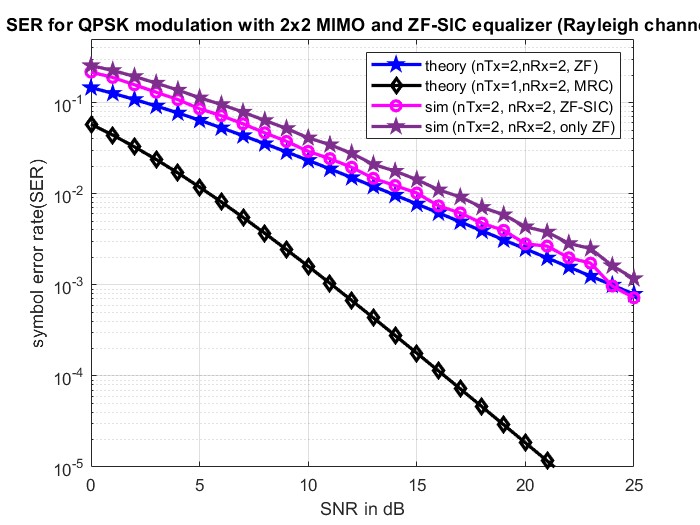 SER for QPSK modulation with 2x2 MIMO and ZF-SIC equalizer (Rayleigh channe
theory (nTx=2,nRx=2, ZF)
theory (nTx=1,nRx=2, MRC)
sim (nTx=2, nRx=2, ZF-SIC)
sim (nTx=2, nRx=2, only ZF)
symbol error rate(SER)
10^-1
10^-2
10^-3
10^-4
10^-5
0 5 10 15 20 25
SNR in dB